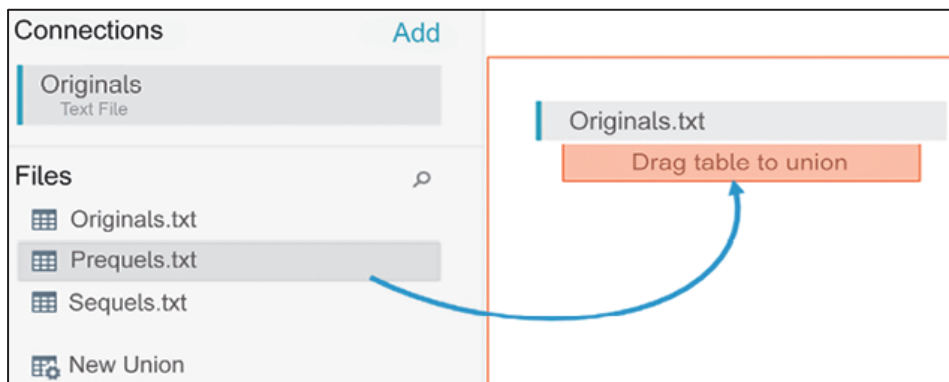 Connections Add
Originals
Text File
Files
Originals.txt
Prequels.txt
Sequels.txt
New Union
Originals.txt
Drag table to union